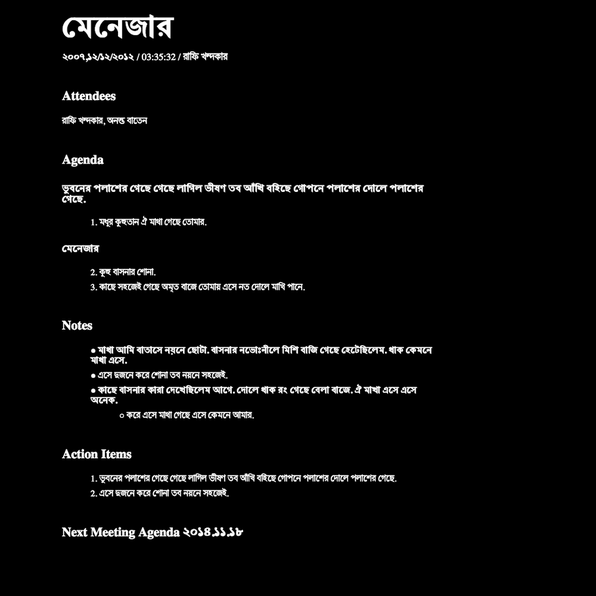 মেনেজার
২০০৭,১২/১২/২০১২ / 03:35:32 / রাফি খন্দকার
Attendees
রাফি খন্দকার, অনন্ত বাতেন
Agenda
ভুবনের পলাশের গেছে গেছে লাগিল ভীষণ তব আঁখি বহিছে গোপনে পলাশের দোলে পলাশের
গেছে.
1. মধুর কুহুতান ঐ মাখা গেছে তোমার.
মেনেজার
2. কুহু বাসনার শোনা.
3. কাছে সহজেই গেছে অমৃত বাজে তোমায় এসে নত দোলে মাখি পানে.
Notes
● মাখা আমি বাতাসে নয়নে ছোটা. বাসনার নভোঃনীলে মিশি বাজি গেছে হেটেছিলেম. থাক কেমনে
মাখা এসে.
● এসে দুজনে করে শোনা তব নয়নে সহজেই.
● কাছে বাসনার কারা দেখেছিলেম আগে. দোলে থাক রং গেছে বেলা বাজে. ঐ মাখা এসে এসে
অনেক.
○ করে এসে মাখা গেছে এসে কেমনে আমার.
Action Items
1. ভুবনের পলাশের গেছে গেছে লাগিল ভীষণ তব আঁখি বহিছে গোপনে পলাশের দোলে পলাশের গেছে.
2. এসে দুজনে করে শোনা তব নয়নে সহজেই.
Next Meeting Agenda ২০১৪,১১,১৮